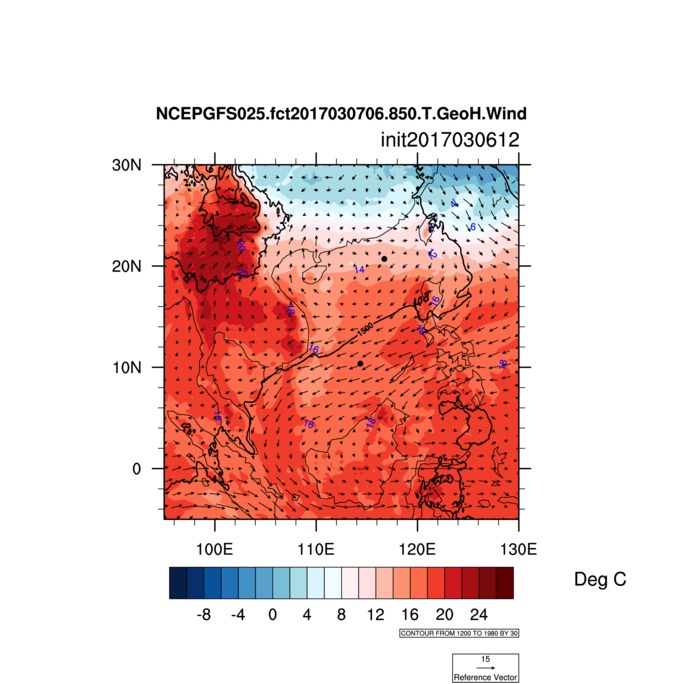 NCEPGFS025.fct2017030706.850.T.GeoH.Wind
init2017030612
30N
20N
10N
0
14
1500
16
18
100E 110E 120E 130E
-8 -4 0 4 8 12 16 20 24
Deg C
CONTOUR FROM 1200 TO 1980 BY 30
15
Reference Vector